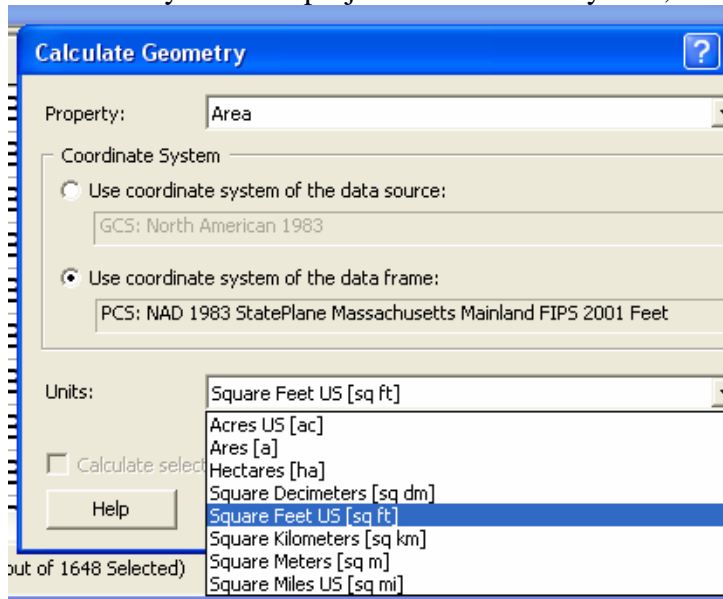 Calculate Geometry
?
Property:
Area
Coordinate System
Use coordinate system of the data source:
GCS: North American 1983
Use coordinate system of the data frame:
PCS: NAD 1983 StatePlane Massachusetts Mainland FIPS 2001 Feet
Units:
Square Feet US [sq ft]
Acres US [ac]
Ares [a]
Calculate
Hectares [ha]
Square Decimeters [sq dm]
Help
Square Feet US [sq ft]
Square Kilometers [sq km]
of 1648 Selected)
Square Meters [sq m]
Square Miles US [sq mi]